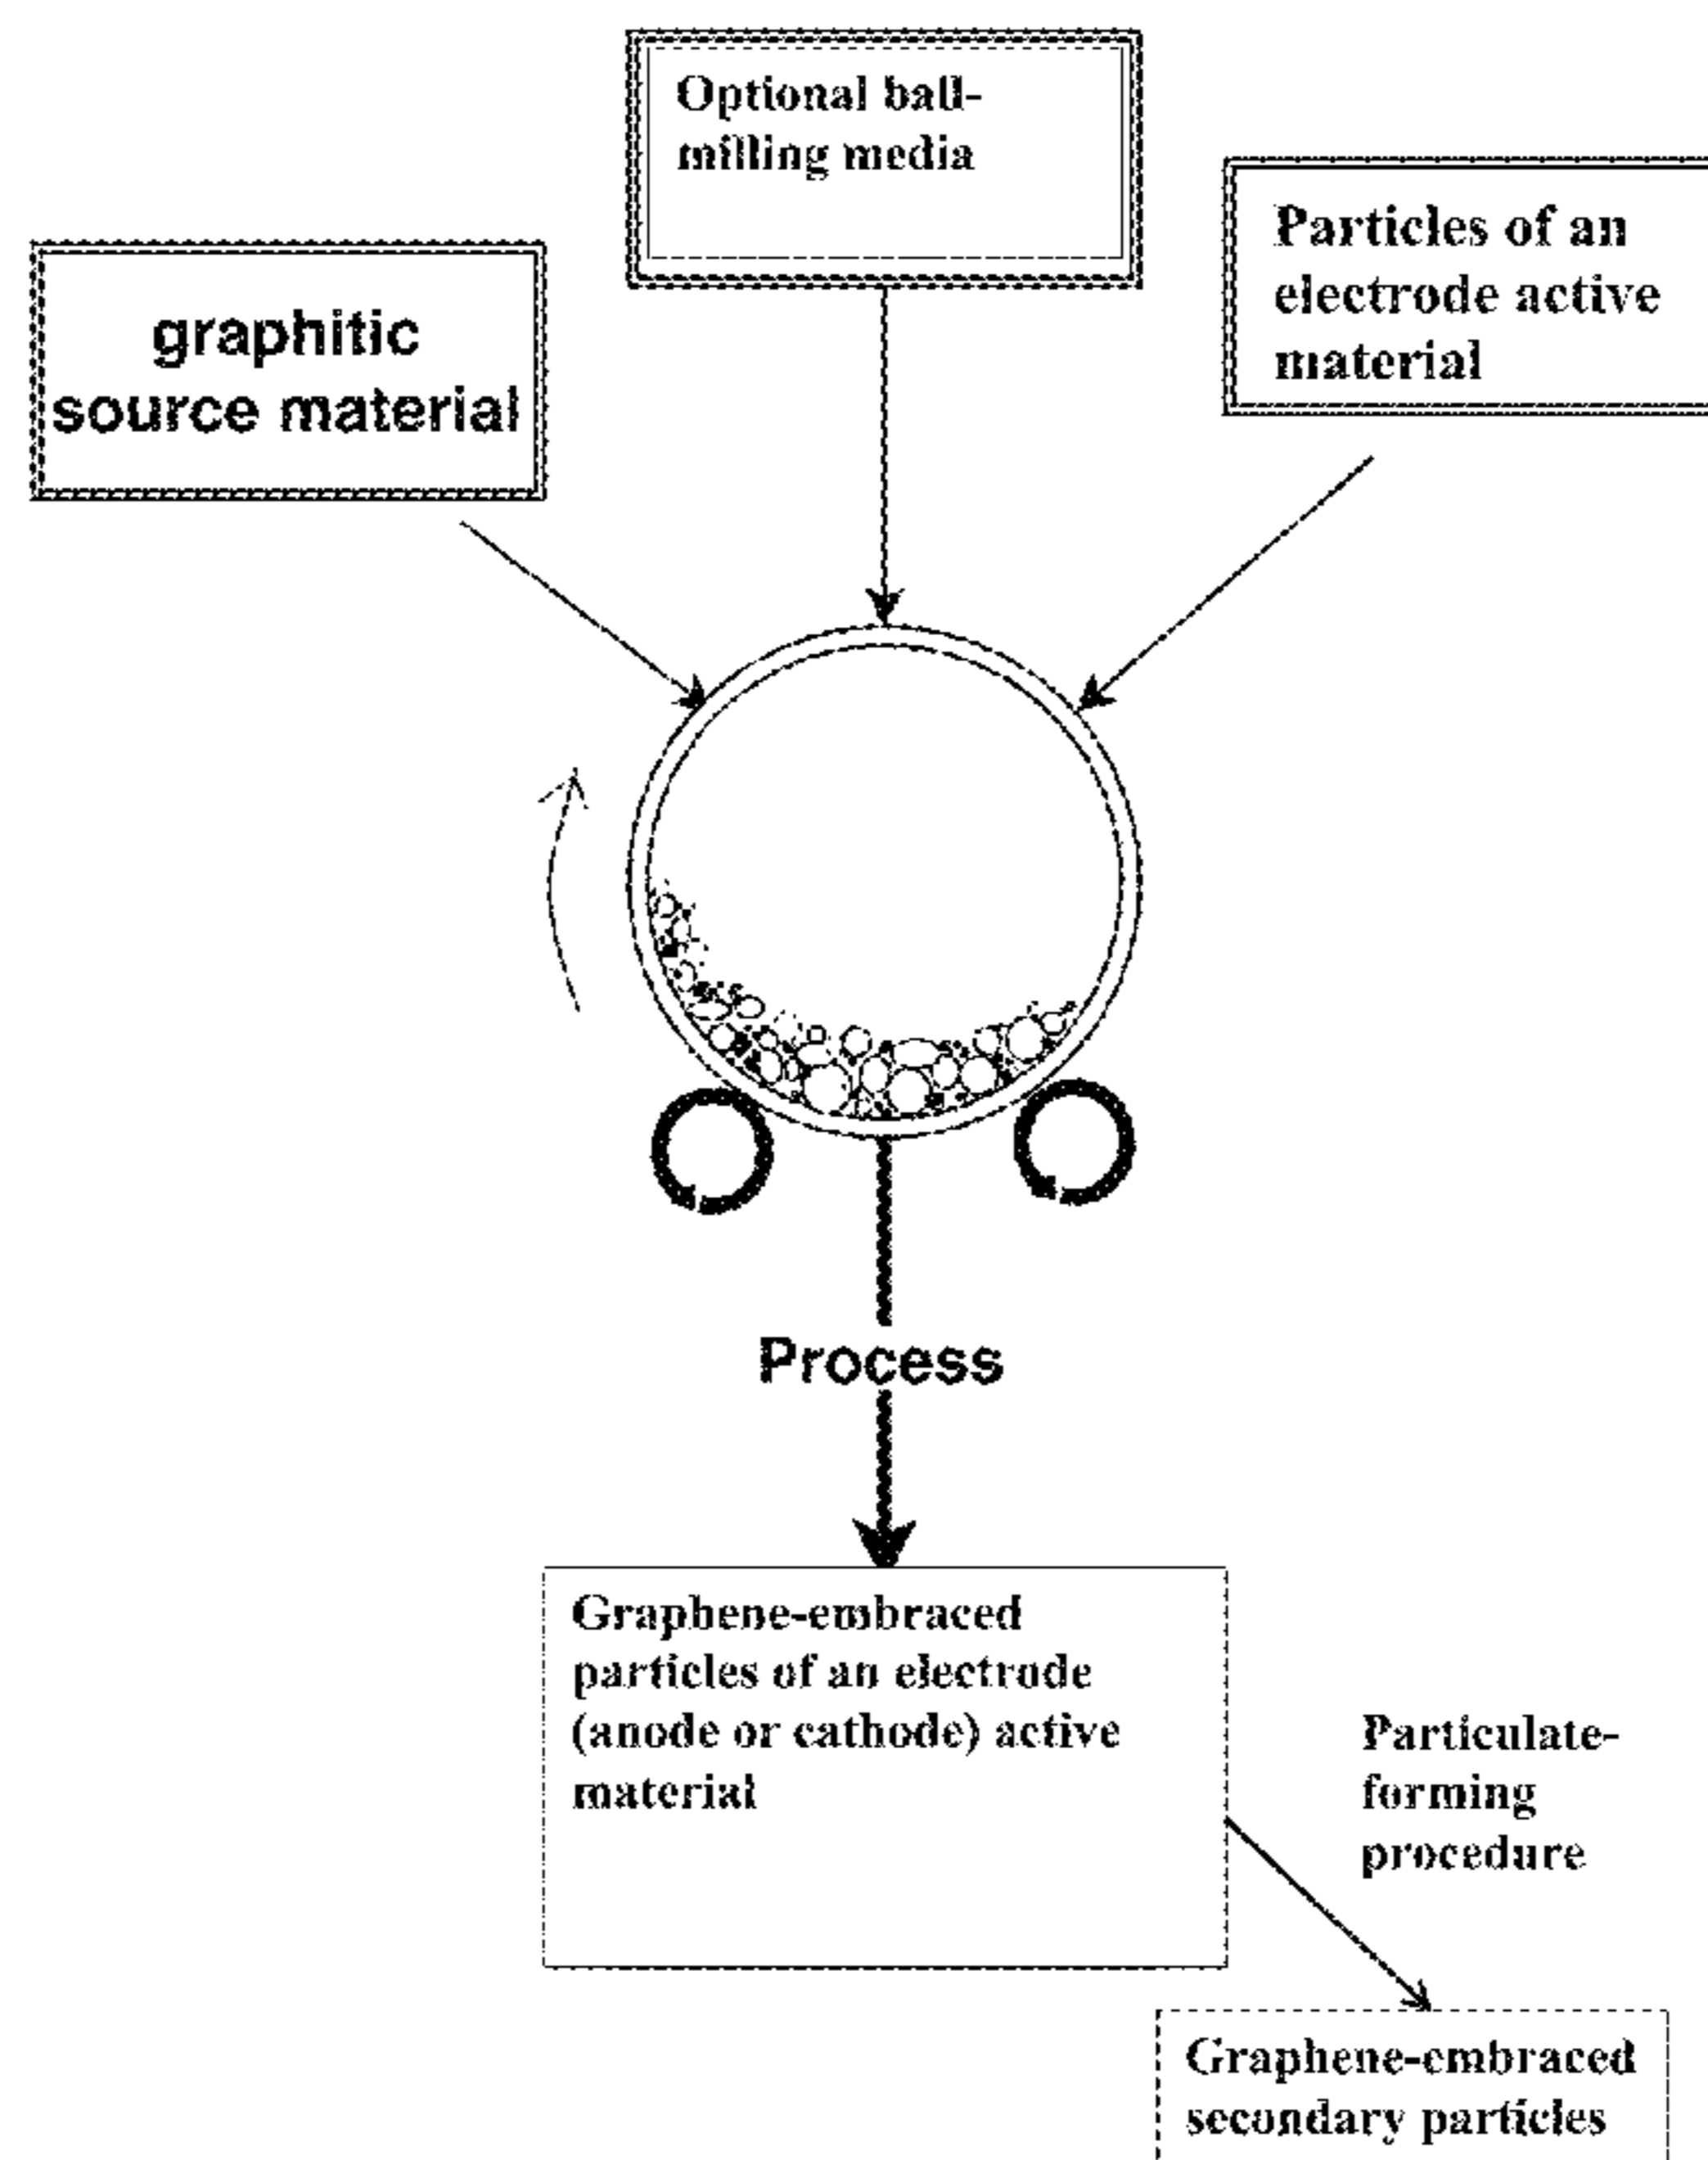 Optional ball-
milling media
Particles of an
electrode active
material
graphitic
source material
Process
Graphene-embraced
particles of an electrode
(anode or cathode) active
material
Particulate-
forming
procedure
Graphene-embraced
secondary particles